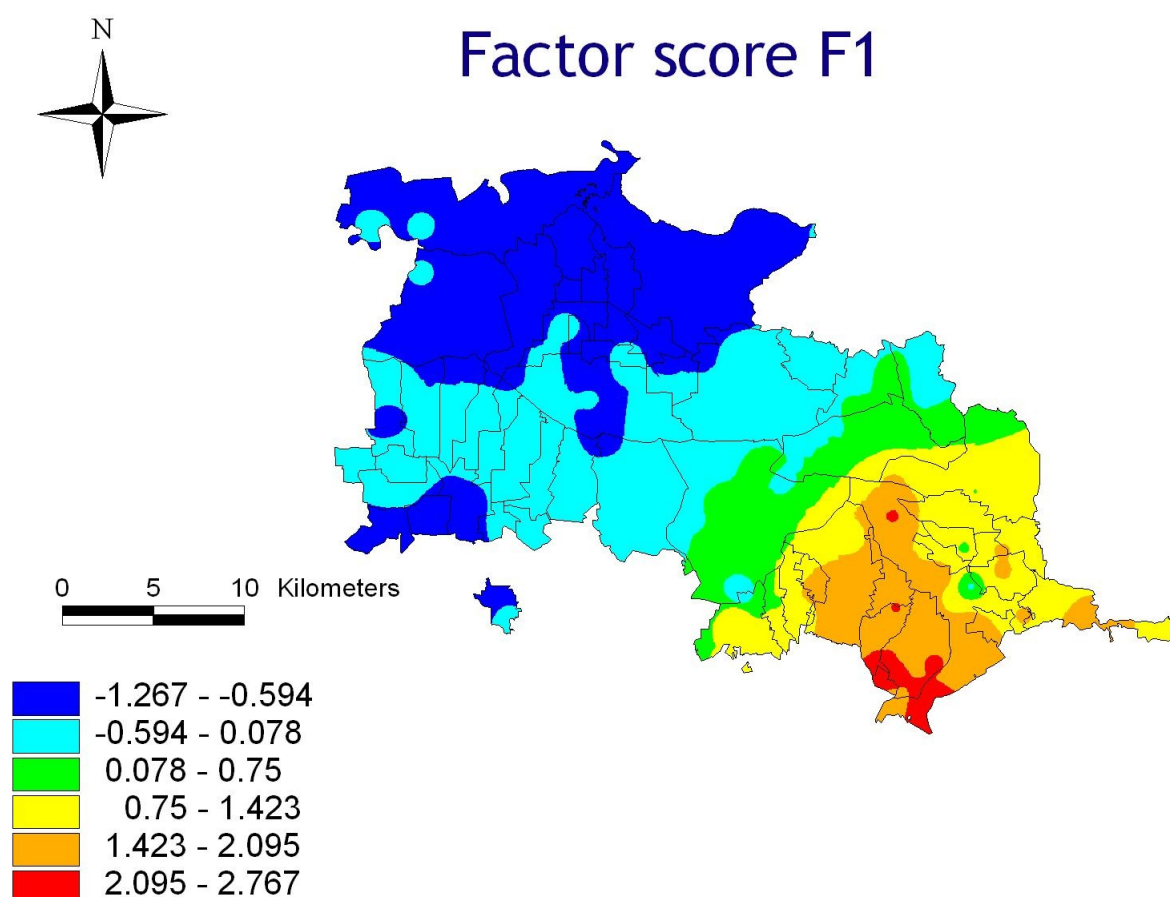 N
Factor score F1
0 5 10 Kilometers
-1.267 - -0.594
-0.594 - 0.078
0.078 - 0.75
0.75 - 1.423
1.423 - 2.095
2.095 - 2.767